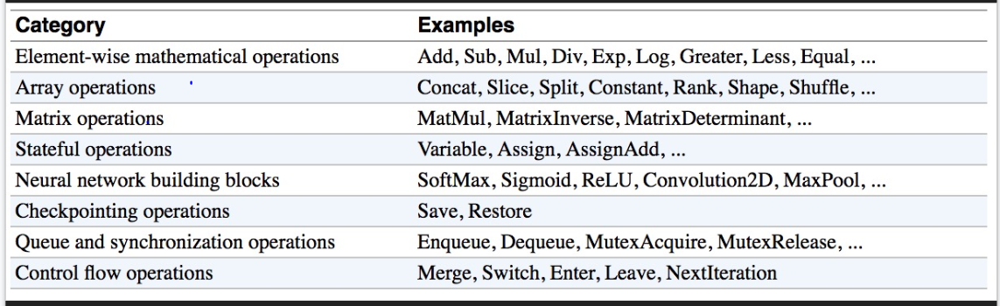 Category Examples
Element-wise mathematical operations Add, Sub, Mul, Div, Exp, Log, Greater, Less, Equal, ...
Array operations Concat, Slice, Split, Constant, Rank, Shape, Shuffle, ...
Matrix operations MatMul, MatrixInverse, MatrixDeterminant, ...
Stateful operations Variable, Assign, AssignAdd, ...
Neural network building blocks SoftMax, Sigmoid, ReLU, Convolution2D, MaxPool, ...
Checkpointing operations Save, Restore
Queue and synchronization operations Enqueue, Dequeue, MutexAcquire, MutexRelease, ...
Control flow operations Merge, Switch, Enter, Leave, NextIteration